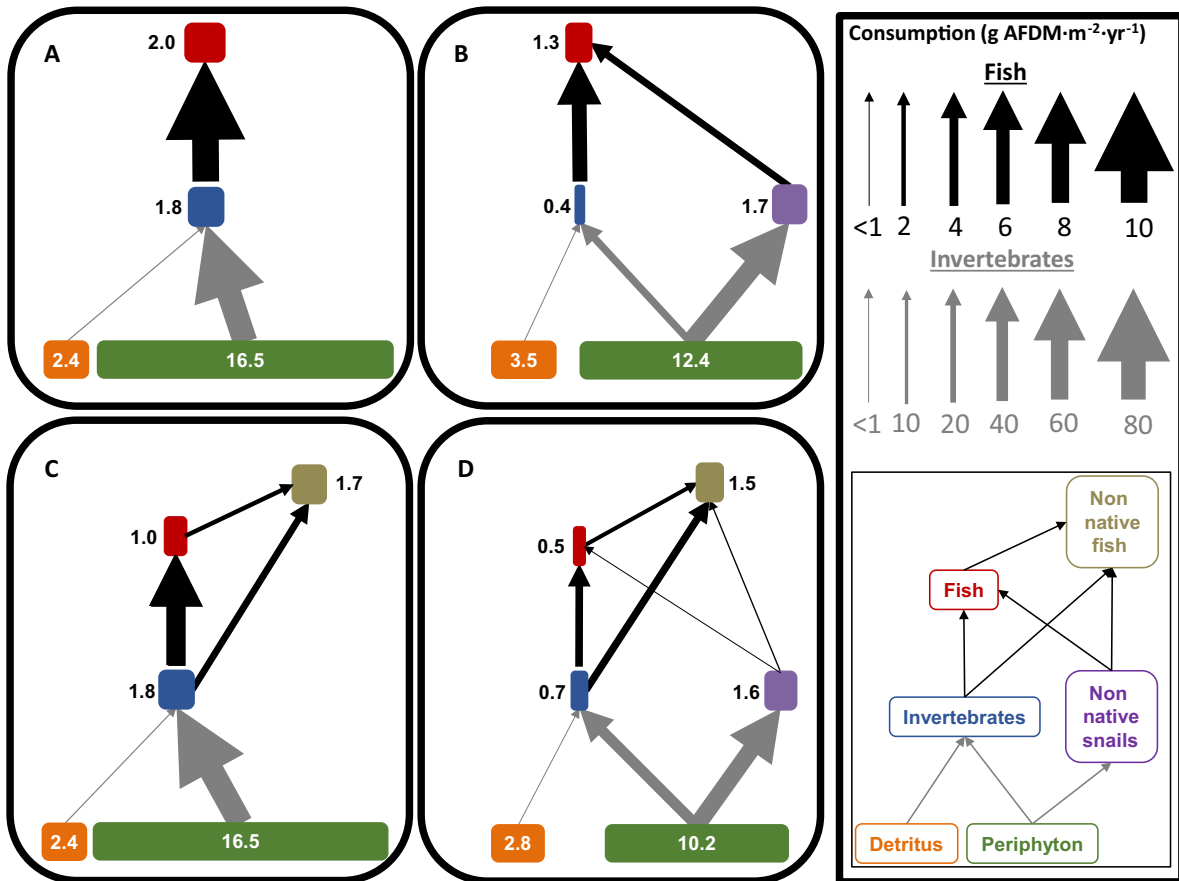 A
2.0
1.8
2.4
16.5
B
1.3
0.4
1.7
3.5
12.4
C
1.7
1.0
1.8
2.4
16.5
D
1.5
0.5
0.7
1.6
2.8
10.2
Consumption (g AFDM·m⁻²·yr⁻¹)
Fish
<1 2 4 6 8 10
Invertebrates
<1 10 20 40 60 80
Non
native
fish
Fish
Invertebrates
Non
native
snails
Detritus
Periphyton